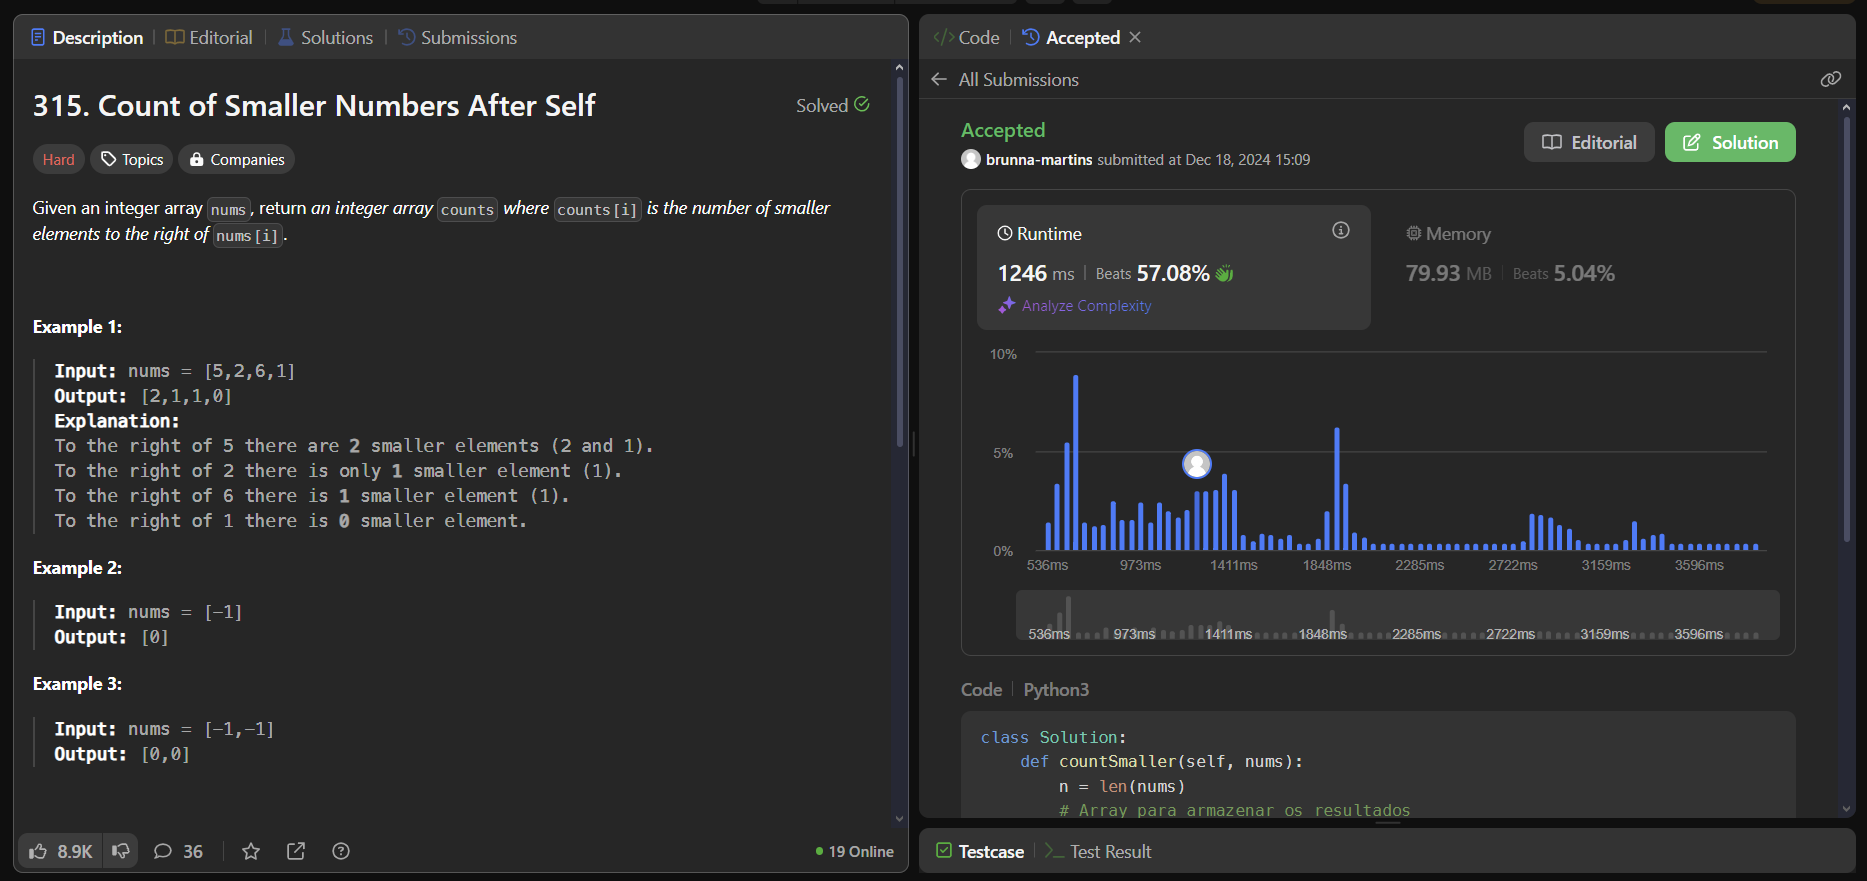 Description
Editorial
Solutions
Submissions
315. Count of Smaller Numbers After Self
Solved
Hard
Topics
Companies
Given an integer array nums, return an integer array counts where counts[i] is the number of smaller
elements to the right of nums[i].
Example 1:
Input: nums = [5,2,6,1]
Output: [2,1,1,0]
Explanation:
To the right of 5 there are 2 smaller elements (2 and 1).
To the right of 2 there is only 1 smaller element (1).
To the right of 6 there is 1 smaller element (1).
To the right of 1 there is 0 smaller element.
Example 2:
Input: nums = [-1]
Output: [0]
Example 3:
Input: nums = [-1,-1]
Output: [0,0]
8.9K
36
19 Online
</> Code
Accepted
All Submissions
Accepted
brunna-martins submitted at Dec 18, 2024 15:09
Editorial
Solution
Runtime
1246 ms | Beats 57.08%
Analyze Complexity
Memory
79.93 MB | Beats 5.04%
10%
5%
0%
536ms 973ms 1411ms 1848ms 2285ms 2722ms 3159ms 3596ms
536ms 973ms 1411ms 1848ms 2285ms 2722ms 3159ms 3596ms
Code | Python3
class Solution:
def countSmaller(self, nums):
n = len(nums)
# Array para armazenar os resultados
Testcase
>_ Test Result